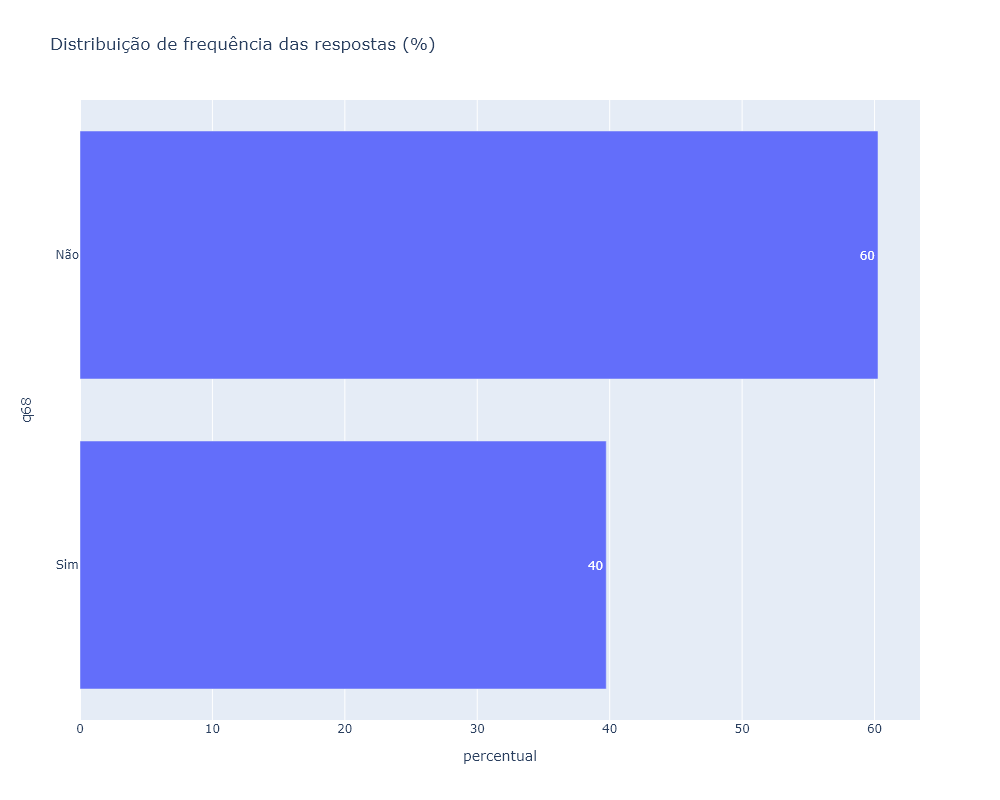 Distribuição de frequência das respostas (%)
Não
60
q68
Sim
40
0 10 20 30 40 50 60
percentual